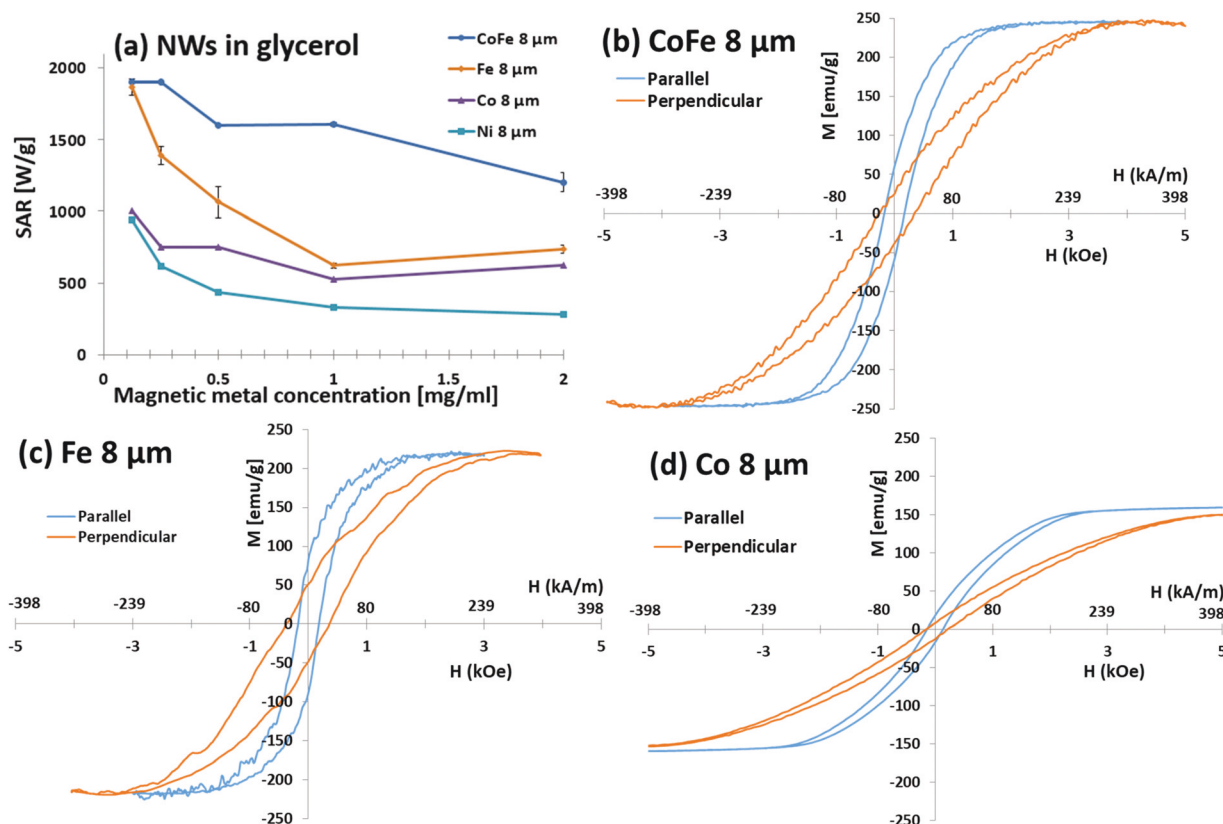 (a) NWs in glycerol
CoFe 8 μm
Fe 8 μm
Co 8 μm
Ni 8 μm
SAR [W/g]
2000
1500
1000
500
0
0 0.5 1 1.5 2
Magnetic metal concentration [mg/ml]
(b) CoFe 8 μm
Parallel
Perpendicular
M [emu/g]
250
200
150
100
50
0
-50
-100
-150
-200
-250
H (kA/m)
-398 -239 -80 80 239 398
-5 -3 -1 1 3 5
H (kOe)
(c) Fe 8 μm
Parallel
Perpendicular
M [emu/g]
250
200
150
100
50
0
-50
-100
-150
-200
-250
H (kA/m)
-398 -239 -80 80 239 398
-5 -3 -1 1 3 5
H (kOe)
(d) Co 8 μm
Parallel
Perpendicular
M [emu/g]
250
200
150
100
50
0
-50
-100
-150
-200
-250
H (kA/m)
-398 -239 -80 80 239 398
-5 -3 -1 1 3 5
H (kOe)